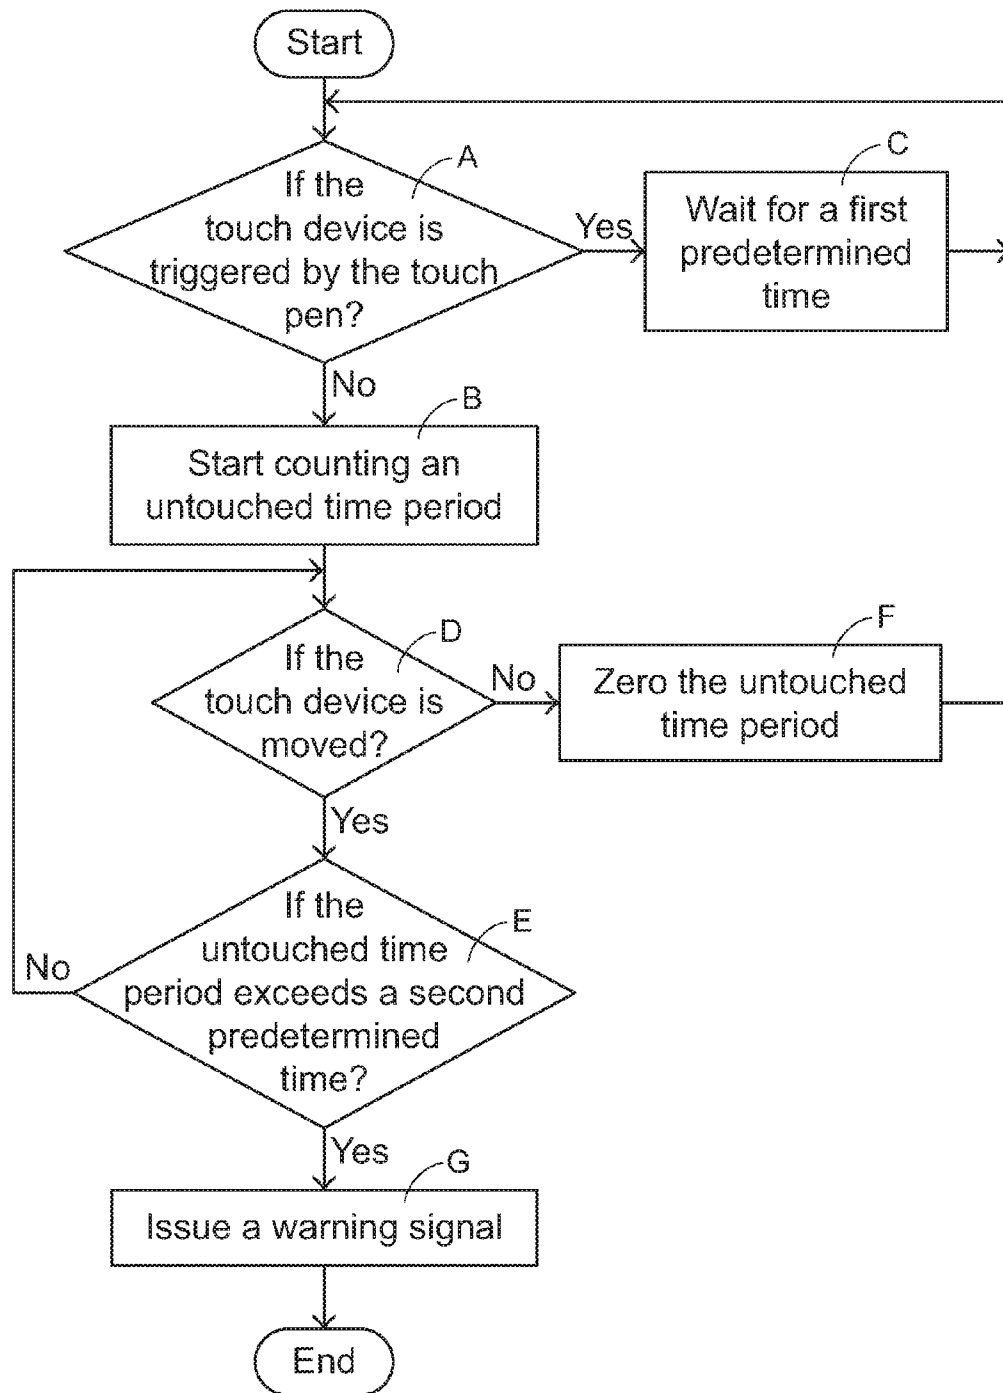 Start
A
If the
touch device is
triggered by the touch
pen?
Yes
C
Wait for a first
predetermined
time
No
B
Start counting an
untouched time period
D
If the
touch device is
moved?
No
F
Zero the untouched
time period
Yes
E
If the
untouched time
period exceeds a second
predetermined
time?
No
Yes
G
Issue a warning signal
End